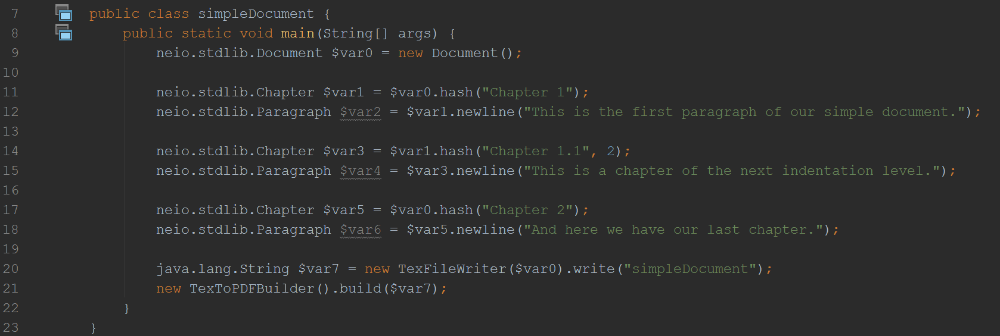 7 public class simpleDocument {
8 public static void main(String[] args) {
9 neio.stdlib.Document $var0 = new Document();
10
11 neio.stdlib.Chapter $var1 = $var0.hash("Chapter 1");
12 neio.stdlib.Paragraph $var2 = $var1.newline("This is the first paragraph of our simple document.");
13
14 neio.stdlib.Chapter $var3 = $var1.hash("Chapter 1.1", 2);
15 neio.stdlib.Paragraph $var4 = $var3.newline("This is a chapter of the next indentation level.");
16
17 neio.stdlib.Chapter $var5 = $var0.hash("Chapter 2");
18 neio.stdlib.Paragraph $var6 = $var5.newline("And here we have our last chapter.");
19
20 java.lang.String $var7 = new TexFileWriter($var0).write("simpleDocument");
21 new TexToPDFBuilder().build($var7);
22 }
23 }